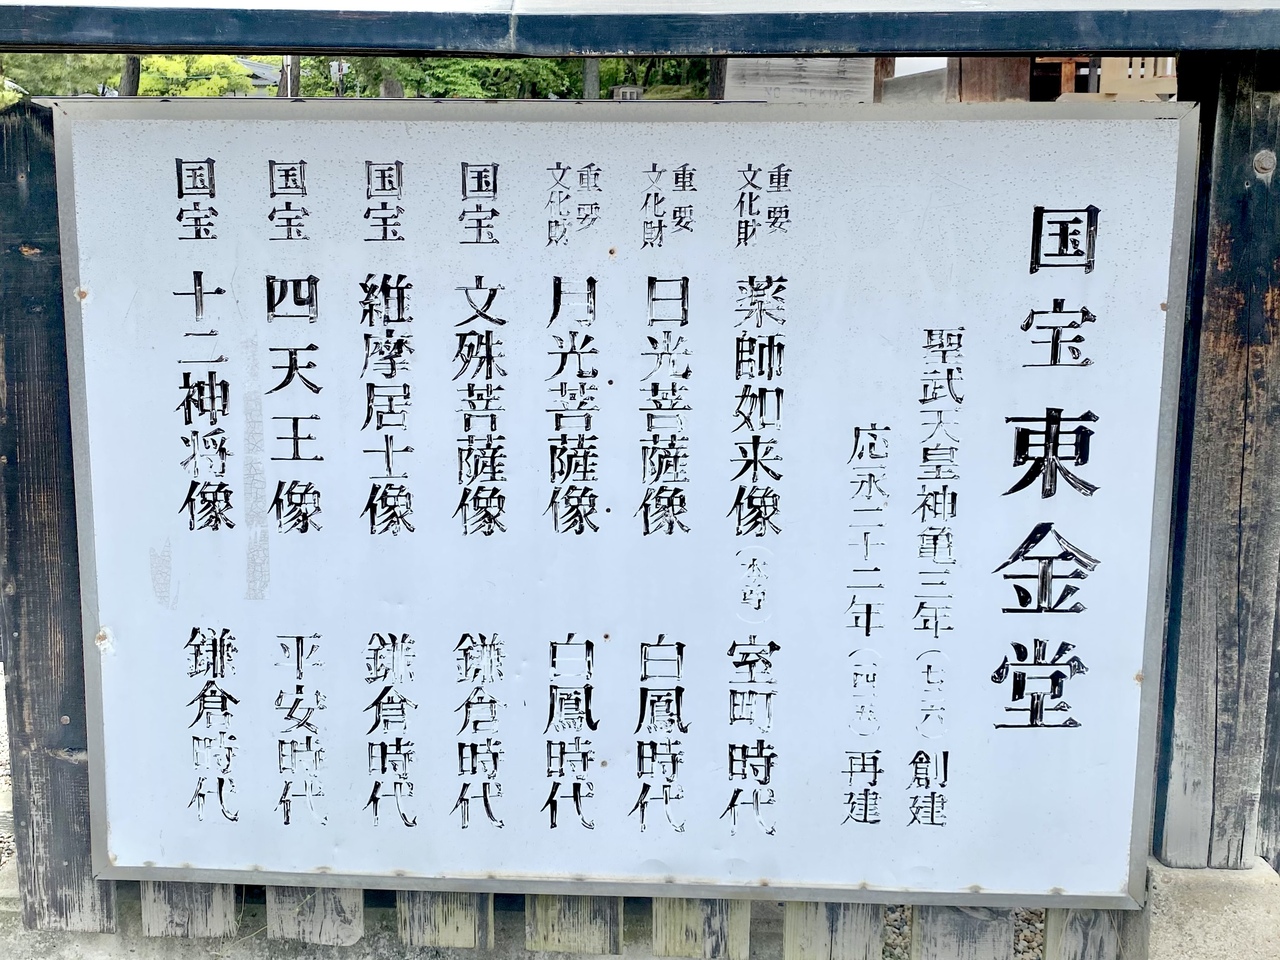 国宝 東金堂
聖武天皇神亀三年(七二六)創建
応永二十二年(一四一五)再建
重要文化財 薬師如来像(本尊) 室町時代
重要文化財 日光菩薩像 白鳳時代
重要文化財 月光菩薩像 白鳳時代
国宝 文殊菩薩像 鎌倉時代
国宝 維摩居士像 鎌倉時代
国宝 四天王像 平安時代
国宝 十二神将像 鎌倉時代